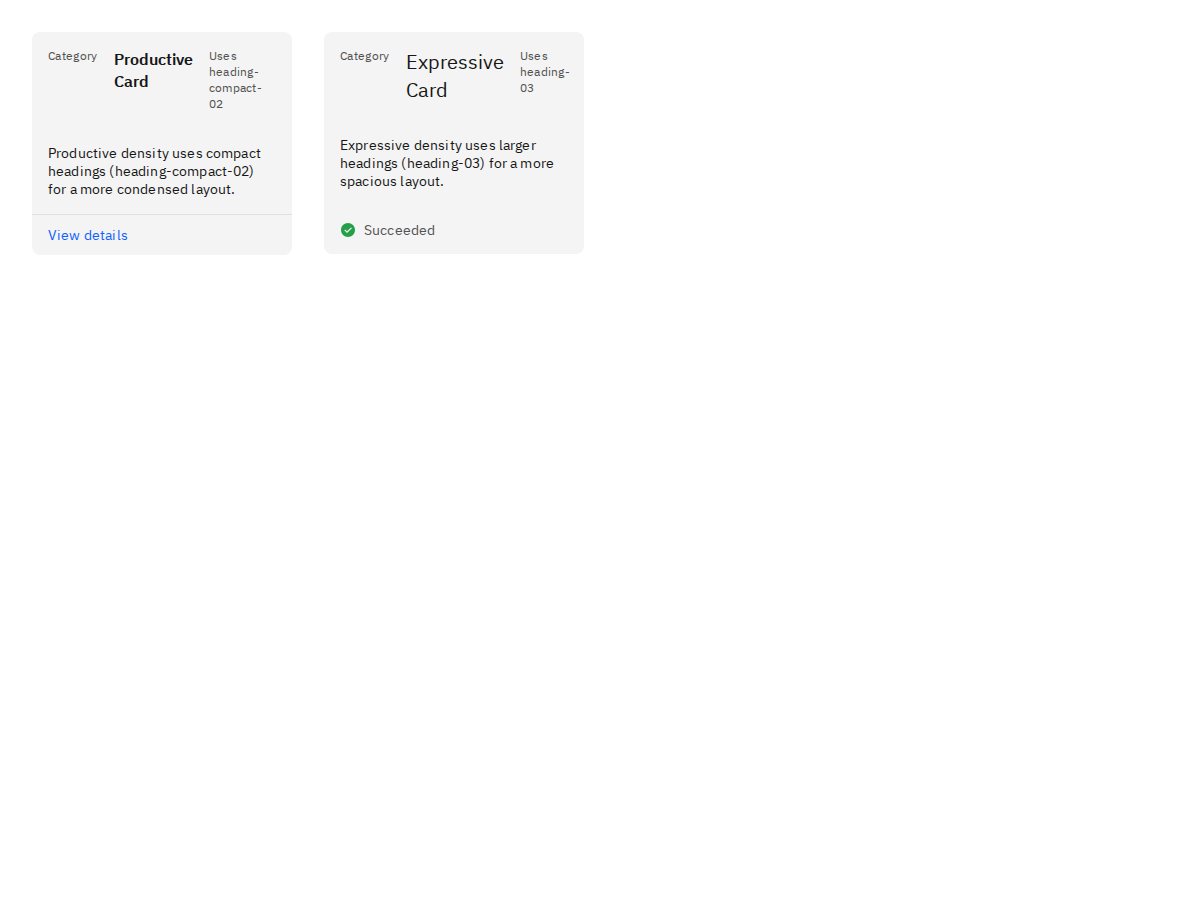 Category
Productive
Card
Uses
heading-
compact-
02
Productive density uses compact
headings (heading-compact-02)
for a more condensed layout.
View details
Category
Expressive
Card
Uses
heading-
03
Expressive density uses larger
headings (heading-03) for a more
spacious layout.
Succeeded